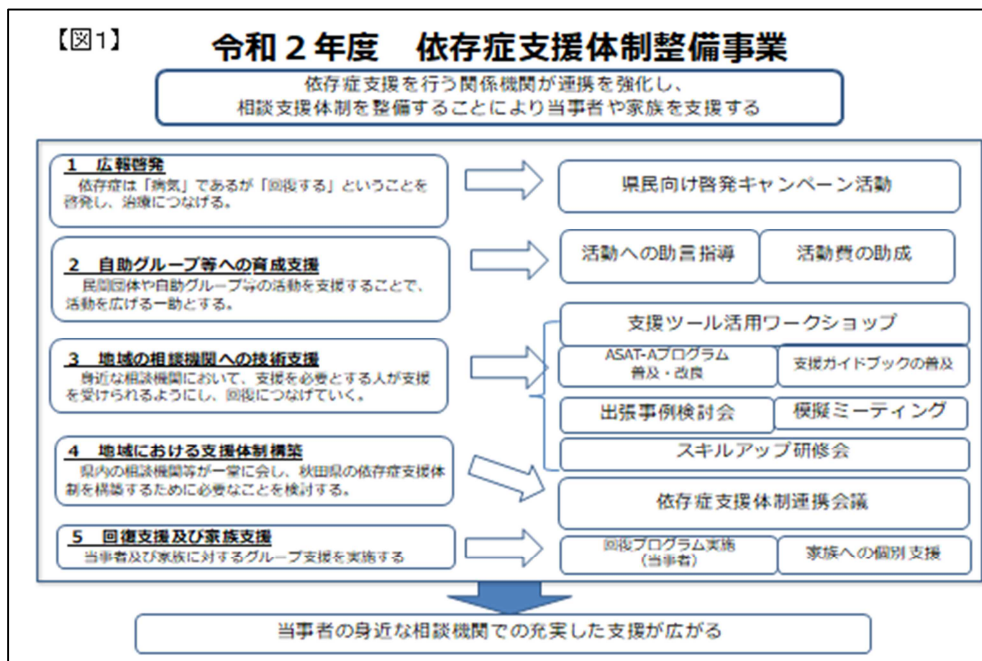 【図1】
令和2年度 依存症支援体制整備事業
依存症支援を行う関係機関が連携を強化し、
相談支援体制を整備することにより当事者や家族を支援する
1 広報啓発
依存症は「病気」であるが「回復する」ということを
啓発し、治療につなげる。
県民向け啓発キャンペーン活動
2 自助グループ等への育成支援
民間団体や自助グループ等の活動を支援することで、
活動を広げる一助とする。
活動への助言指導
活動費の助成
3 地域の相談機関への技術支援
身近な相談機関において、支援を必要とする人が支援
を受けられるようにし、回復につなげていく。
支援ツール活用ワークショップ
ASAT-Aプログラム
普及・改良
支援ガイドブックの普及
出張事例検討会
模擬ミーティング
スキルアップ研修会
4 地域における支援体制構築
県内の相談機関等が一堂に会し、秋田県の依存症支援体
制を構築するために必要なことを検討する。
依存症支援体制連携会議
5 回復支援及び家族支援
当事者及び家族に対するグループ支援を実施する
回復プログラム実施
(当事者)
家族への個別支援
当事者の身近な相談機関での充実した支援が広がる